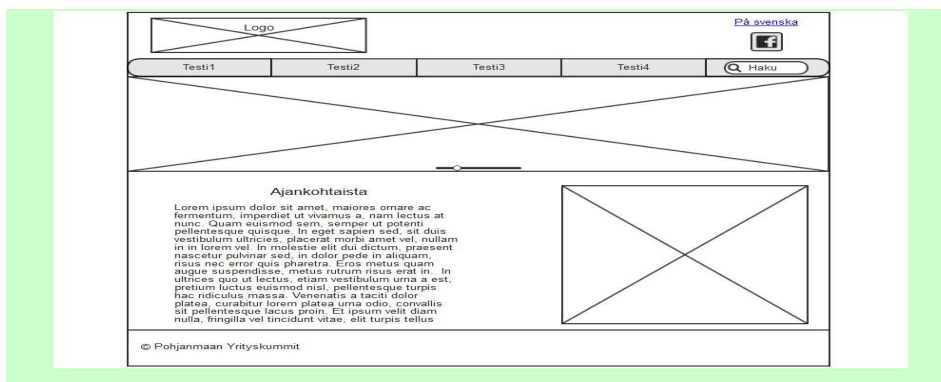 Logo
På svenska
Testi1
Testi2
Testi3
Testi4
Haku
Ajankohtaista
Lorem ipsum dolor sit amet, maiores ornare ac
fermentum, imperdiet ut vivamus a, nam lectus at
nunc. Quam euismod sem, semper ut potenti
pellentesque quisque. In eget sapien sed, sit duis
vestibulum ultricies, placerat morbi amet vel, nullam
in in lorem vel. In molestie elit dui dictum, praesent
nascetur pulvinar sed, in dolor pede in aliquam,
risus nec error quis pharetra. Eros metus quam
augue suspendisse, metus rutrum risus erat in. In
ultrices quo ut lectus, etiam vestibulum urna a est,
pretium luctus euismod nisl, pellentesque turpis
hac ridiculus massa. Venenatis a taciti dolor
platea, curabitur lorem platea urna odio, convallis
sit pellentesque lacus proin. Et ipsum velit diam
nulla, fringilla vel tincidunt vitae, elit turpis tellus
© Pohjanmaan Yrityskummit